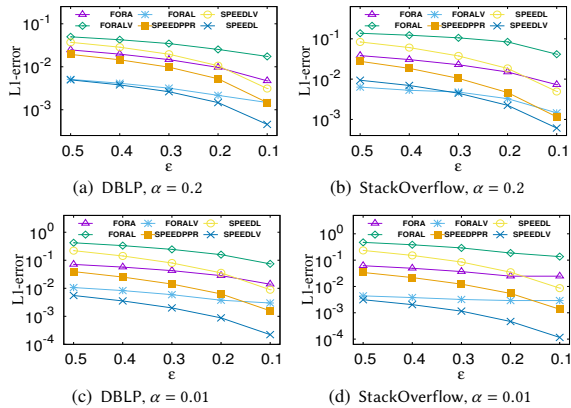 L1-error
10⁻¹
10⁻²
10⁻³
FORA FORAL SPEEDLV
FORALV SPEEDPPR SPEEDL
0.5 0.4 0.3 0.2 0.1
ε
(a) DBLP, α = 0.2
L1-error
10⁻¹
10⁻²
10⁻³
FORA FORALV SPEEDL
FORAL SPEEDPPR SPEEDLV
0.5 0.4 0.3 0.2 0.1
ε
(b) StackOverflow, α = 0.2
L1-error
10⁰
10⁻¹
10⁻²
10⁻³
10⁻⁴
FORA FORALV SPEEDL
FORAL SPEEDPPR SPEEDLV
0.5 0.4 0.3 0.2 0.1
ε
(c) DBLP, α = 0.01
L1-error
10⁰
10⁻¹
10⁻²
10⁻³
10⁻⁴
FORA FORALV SPEEDL
FORAL SPEEDPPR SPEEDLV
0.5 0.4 0.3 0.2 0.1
ε
(d) StackOverflow, α = 0.01